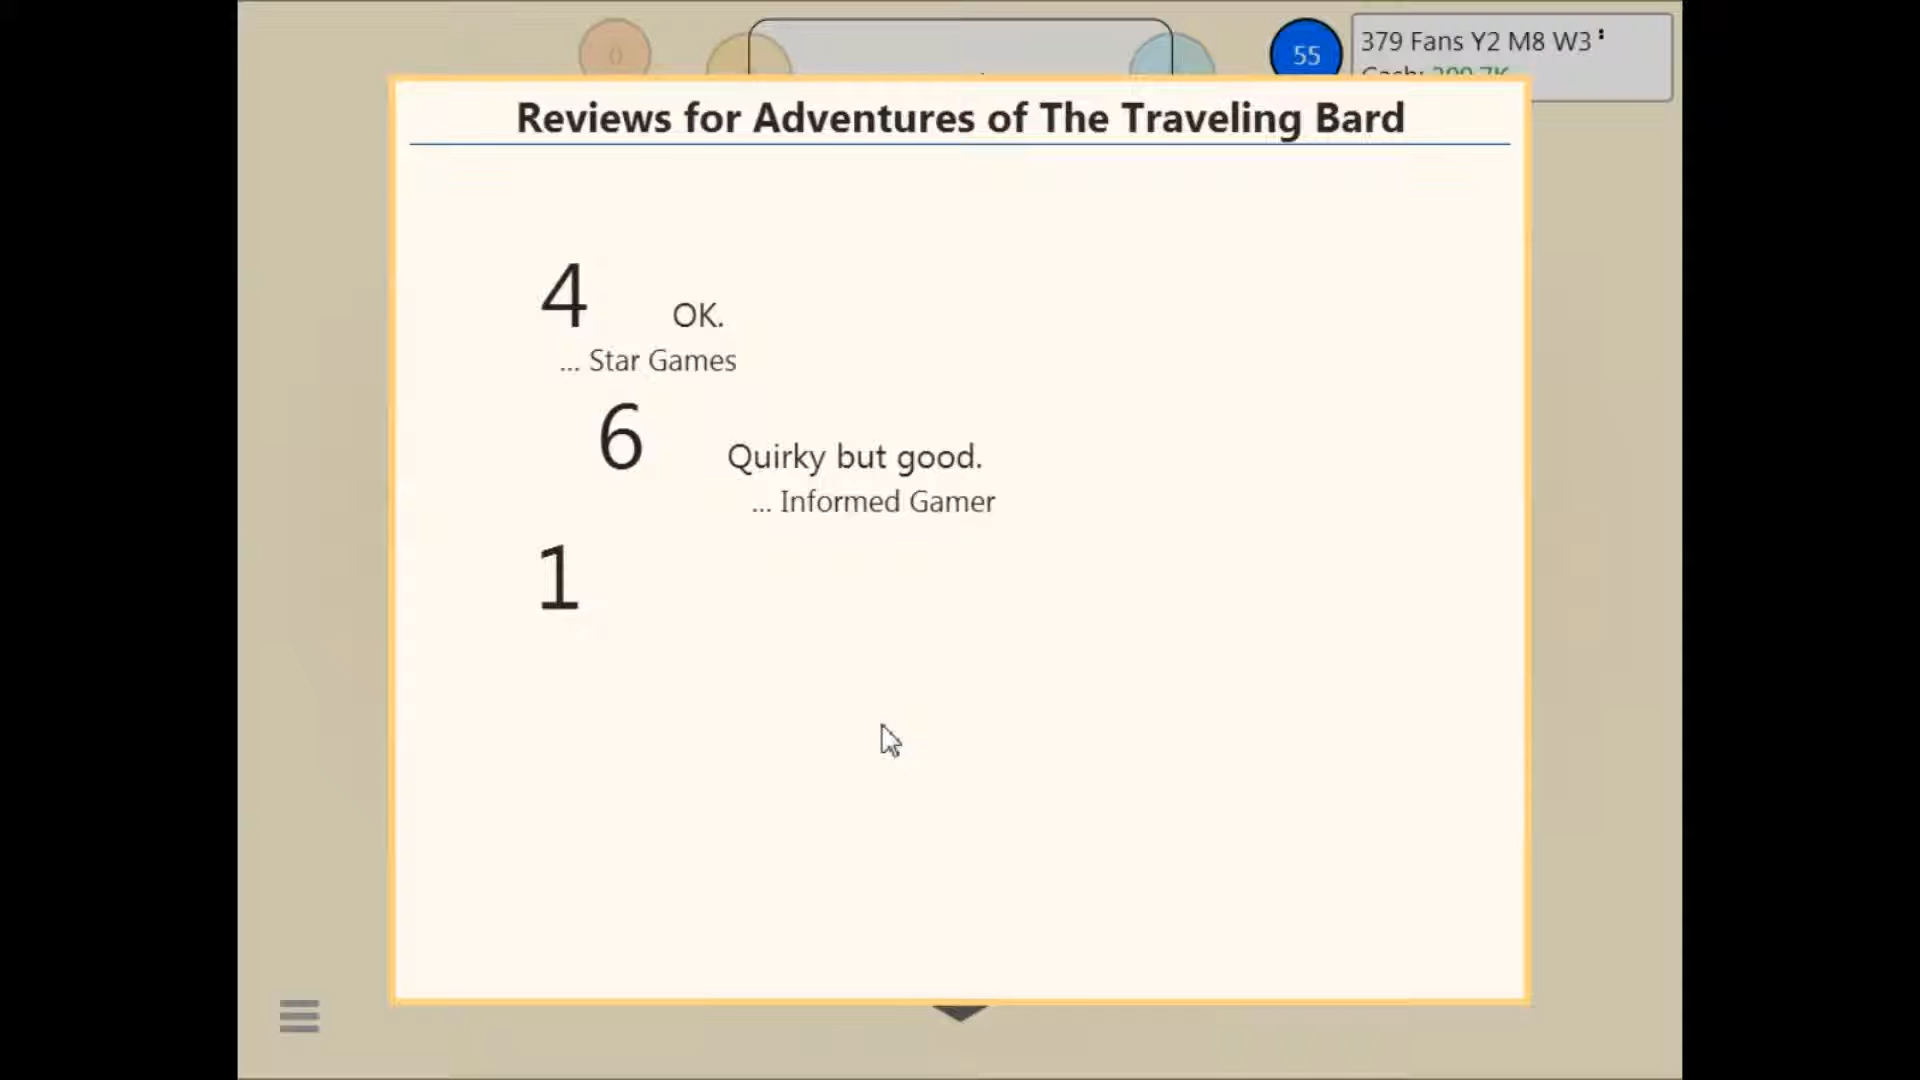 0
55
379 Fans Y2 M8 W3
Reviews for Adventures of The Traveling Bard
4
OK.
... Star Games
6
Quirky but good.
... Informed Gamer
1